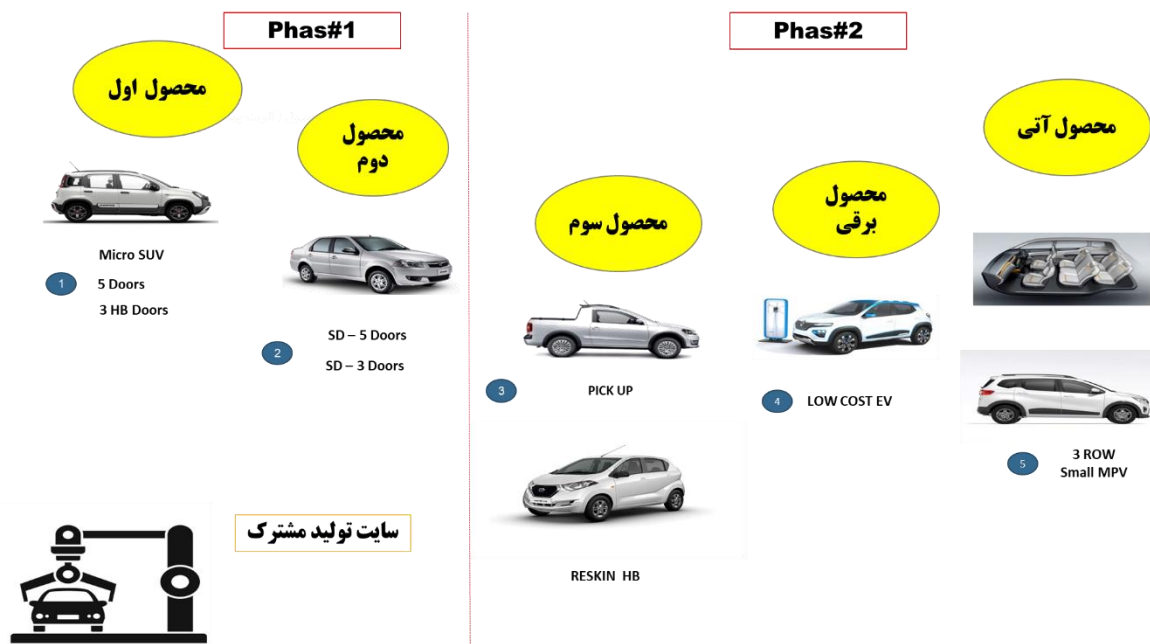 Phas#1
Phas#2
محصول اول
محصول
دوم
محصول سوم
محصول
برقی
محصول آتی
Micro SUV
1
5 Doors
3 HB Doors
2
SD – 5 Doors
SD – 3 Doors
3
PICK UP
4
LOW COST EV
5
3 ROW
Small MPV
سایت تولید مشترک
RESKIN HB